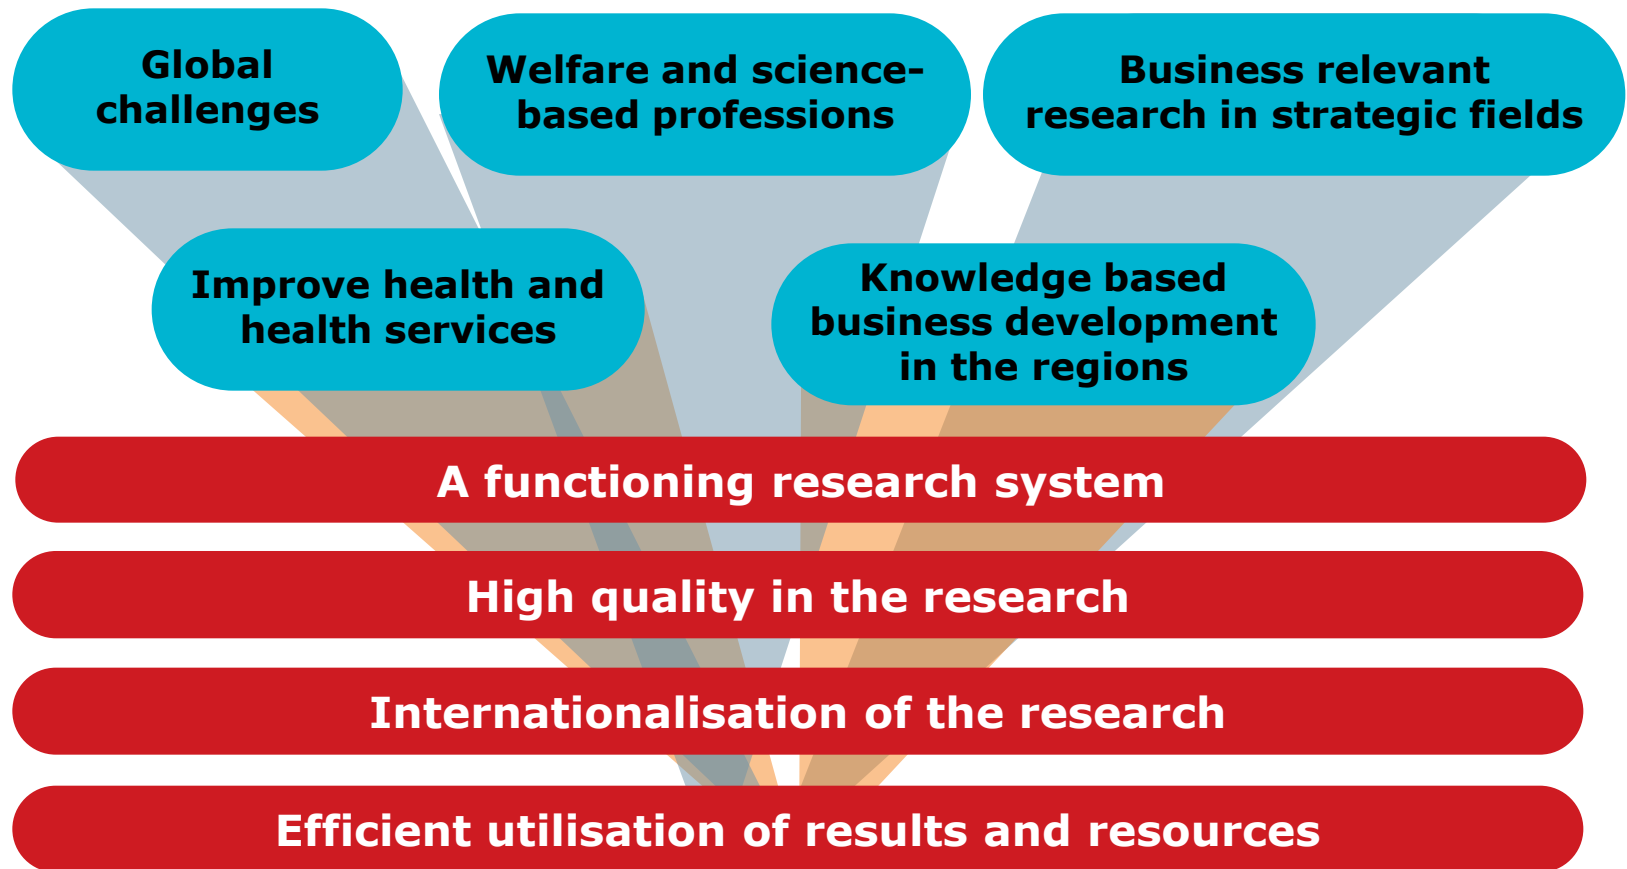 Global
challenges
Welfare and science-
based professions
Business relevant
research in strategic fields
Improve health and
health services
Knowledge based
business development
in the regions
A functioning research system
High quality in the research
Internationalisation of the research
Efficient utilisation of results and resources